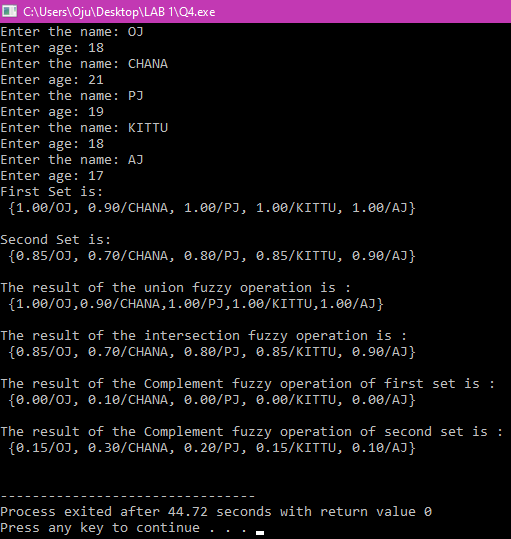 C:\Users\Oju\Desktop\LAB 1\Q4.exe
Enter the name: OJ
Enter age: 18
Enter the name: CHANA
Enter age: 21
Enter the name: PJ
Enter age: 19
Enter the name: KITTU
Enter age: 18
Enter the name: AJ
Enter age: 17
First Set is:
{1.00/OJ, 0.90/CHANA, 1.00/PJ, 1.00/KITTU, 1.00/AJ}
Second Set is:
{0.85/OJ, 0.70/CHANA, 0.80/PJ, 0.85/KITTU, 0.90/AJ}
The result of the union fuzzy operation is :
{1.00/OJ,0.90/CHANA,1.00/PJ,1.00/KITTU,1.00/AJ}
The result of the intersection fuzzy operation is :
{0.85/OJ, 0.70/CHANA, 0.80/PJ, 0.85/KITTU, 0.90/AJ}
The result of the Complement fuzzy operation of first set is :
{0.00/OJ, 0.10/CHANA, 0.00/PJ, 0.00/KITTU, 0.00/AJ}
The result of the Complement fuzzy operation of second set is :
{0.15/OJ, 0.30/CHANA, 0.20/PJ, 0.15/KITTU, 0.10/AJ}
--------------------------------
Process exited after 44.72 seconds with return value 0
Press any key to continue . . .